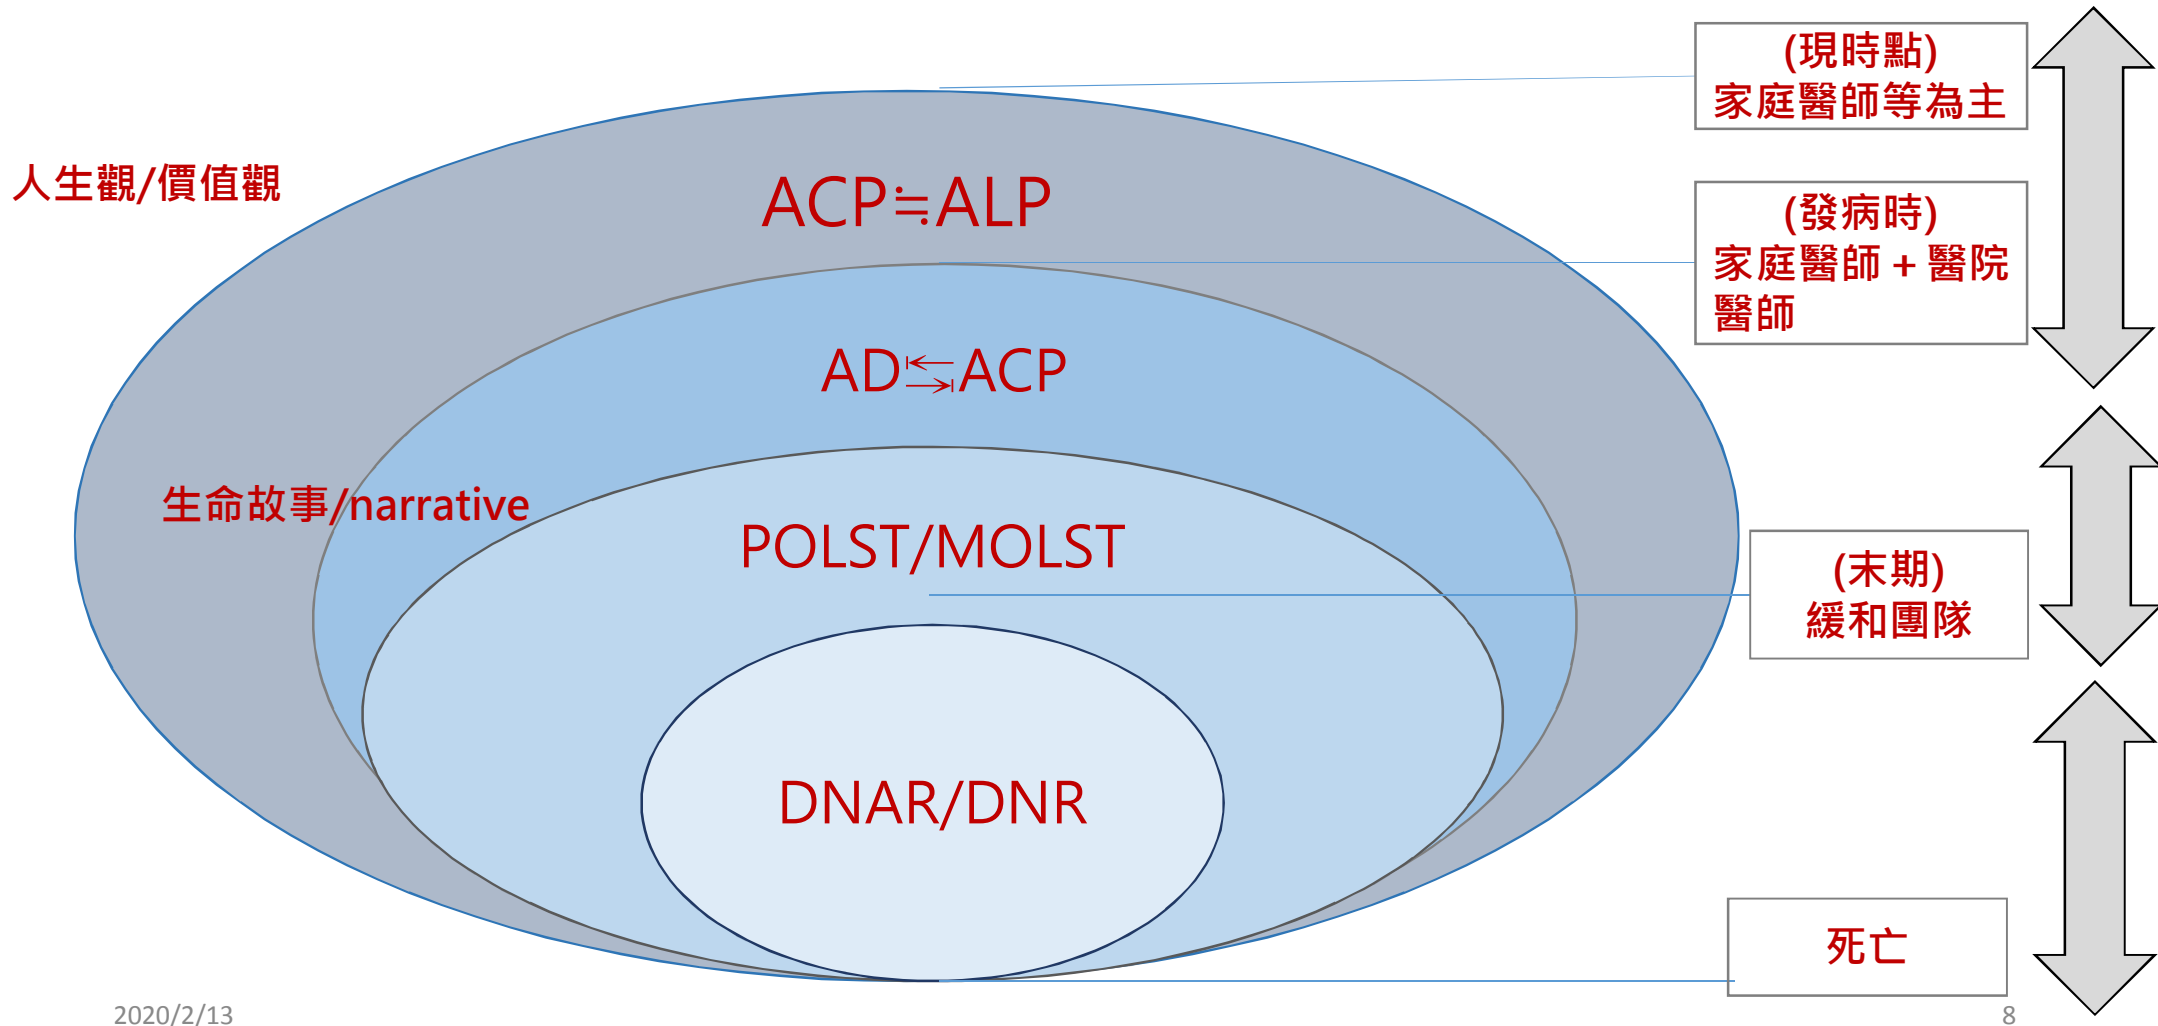 (現時點)
家庭醫師等為主
人生觀/價值觀
ACP≒ALP
(發病時)
家庭醫師+醫院
醫師
AD⭾ACP
生命故事/narrative
POLST/MOLST
(末期)
緩和團隊
DNAR/DNR
死亡
2020/2/13
8